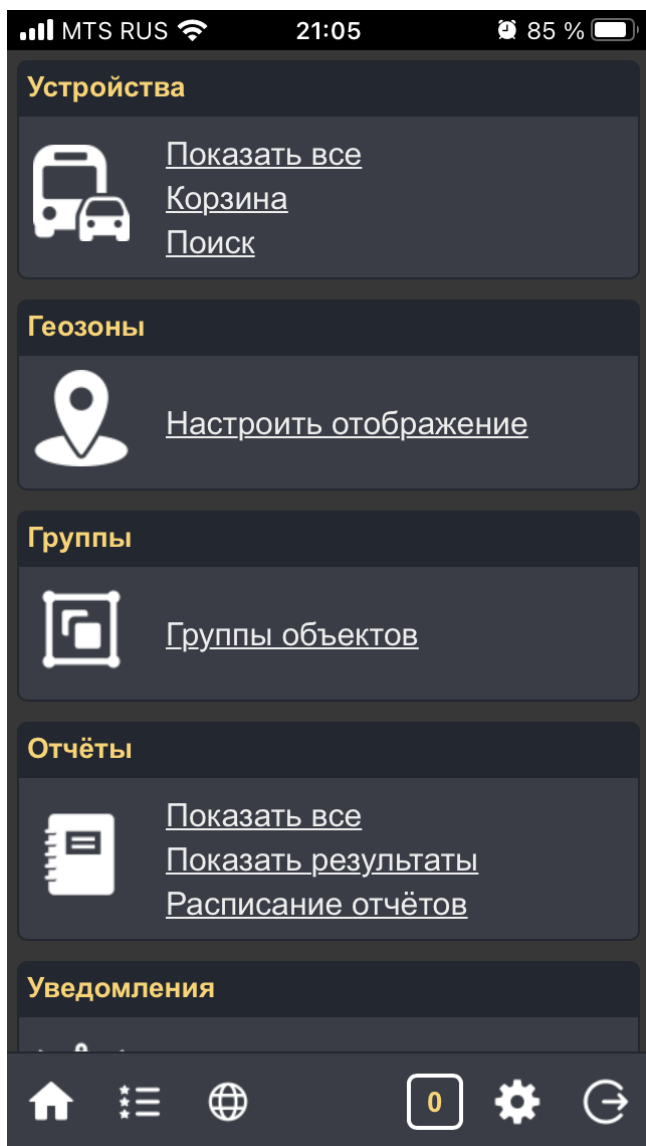 MTS RUS 21:05 85 %
Устройства
Показать все
Корзина
Поиск
Геозоны
Настроить отображение
Группы
Группы объектов
Отчёты
Показать все
Показать результаты
Расписание отчётов
Уведомления
0